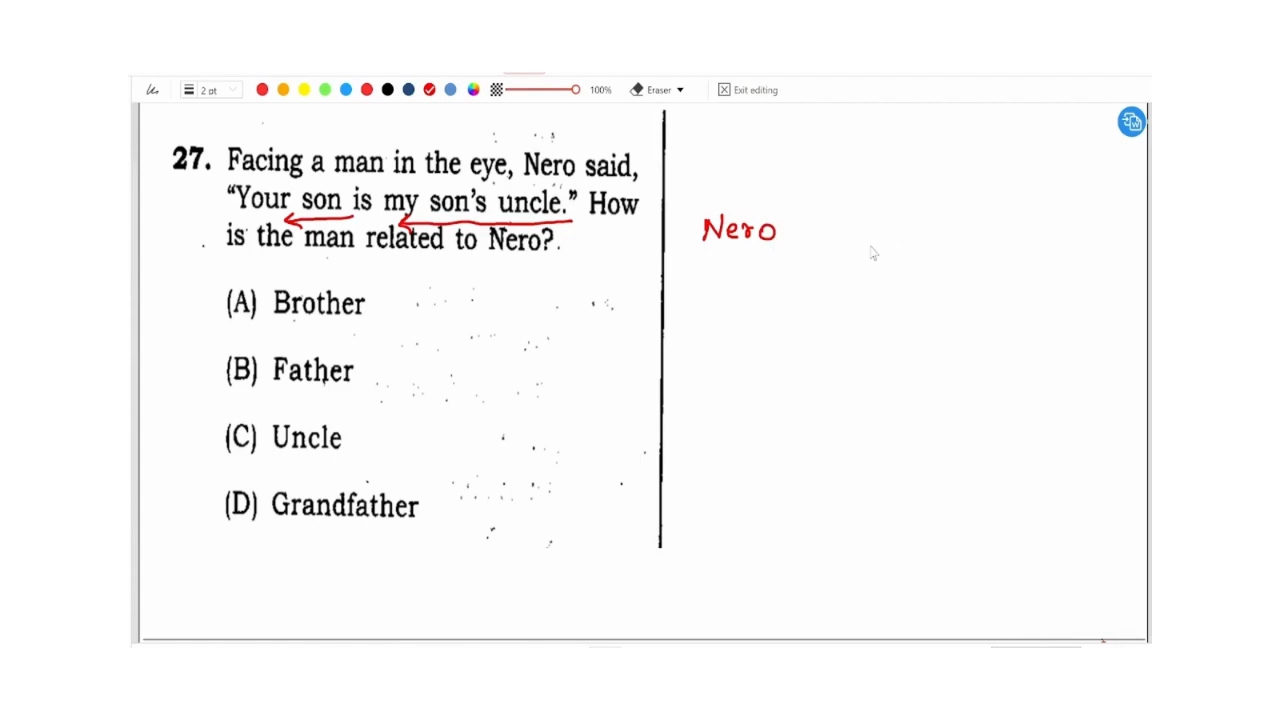 2 pt
100%
Eraser
Exit editing
27. Facing a man in the eye, Nero said,
“Your son is my son's uncle.” How
is the man related to Nero?
(A) Brother
(B) Father
(C) Uncle
(D) Grandfather
Nero